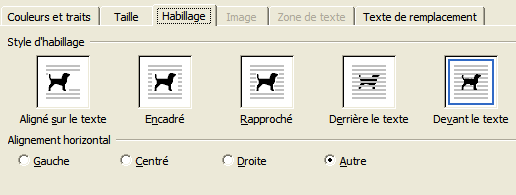 Couleurs et traits Taille Habillage Image Zone de texte Texte de remplacement
Style d'habillage
Aligné sur le texte Encadré Rapproché Derrière le texte Devant le texte
Alignement horizontal
Gauche Centré Droite Autre